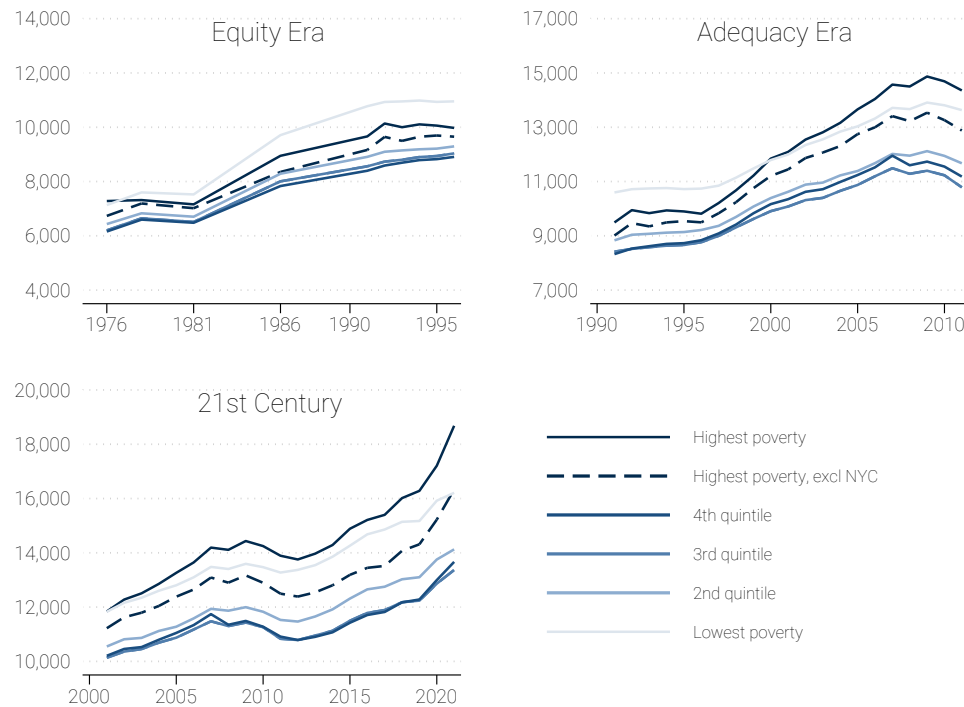 Equity Era
14,000
12,000
10,000
8,000
6,000
4,000
1976 1981 1986 1990 1995
Adequacy Era
17,000
15,000
13,000
11,000
9,000
7,000
1990 1995 2000 2005 2010
21st Century
20,000
18,000
16,000
14,000
12,000
10,000
2000 2005 2010 2015 2020
Highest poverty
Highest poverty, excl NYC
4th quintile
3rd quintile
2nd quintile
Lowest poverty